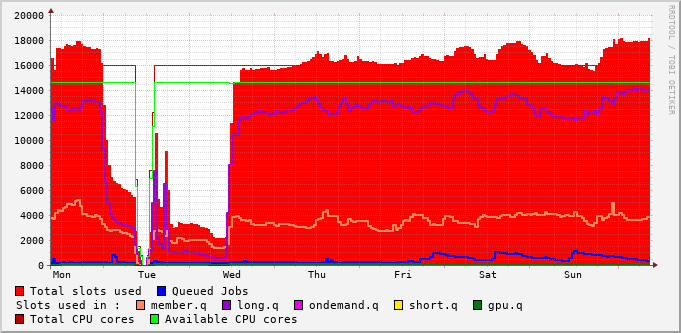 20000
18000
16000
14000
12000
10000
8000
6000
4000
2000
0
Mon Tue Wed Thu Fri Sat Sun
RRDTOOL / TOBI OETIKER
Total slots used Queued Jobs
Slots used in : member.q long.q ondemand.q short.q gpu.q
Total CPU cores Available CPU cores